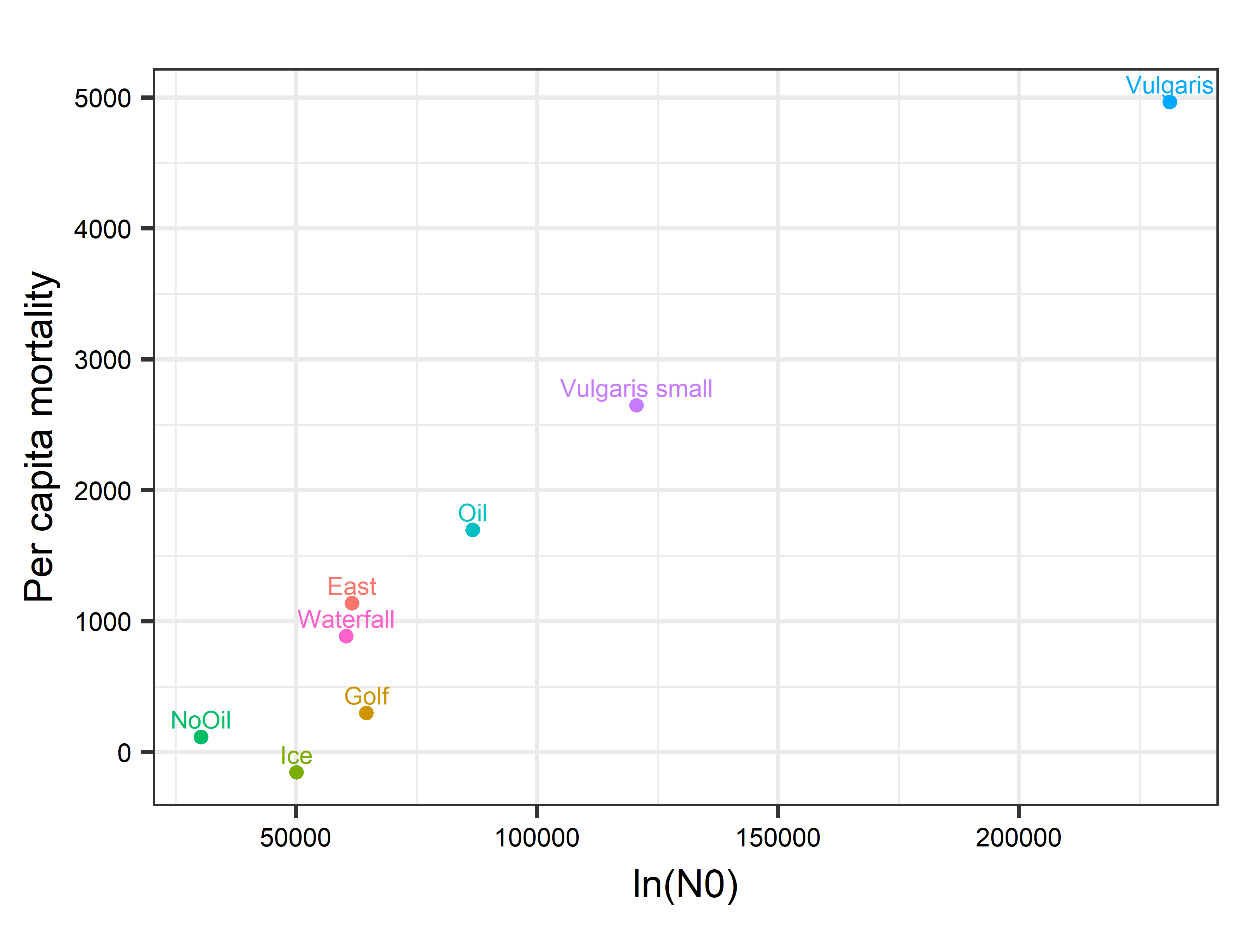 Vulgaris
5000
4000
Per capita mortality
3000
Vulgaris small
2000
Oil
East
1000
Waterfall
Golf
NoOil
0
Ice
50000 100000 150000 200000
ln(N0)